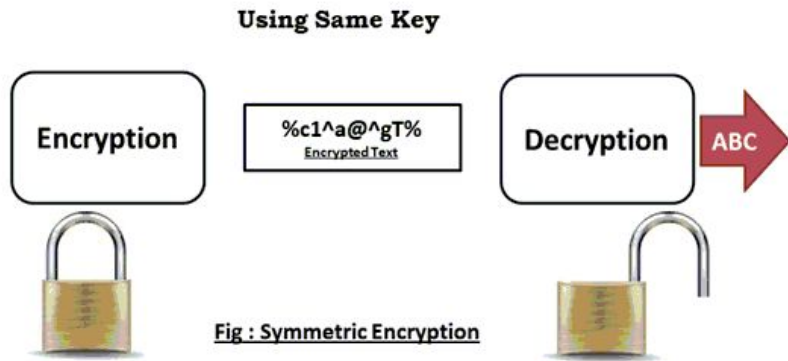 Using Same Key
Encryption
%c1^a@^gT%
Encrypted Text
Decryption
ABC
Fig : Symmetric Encryption